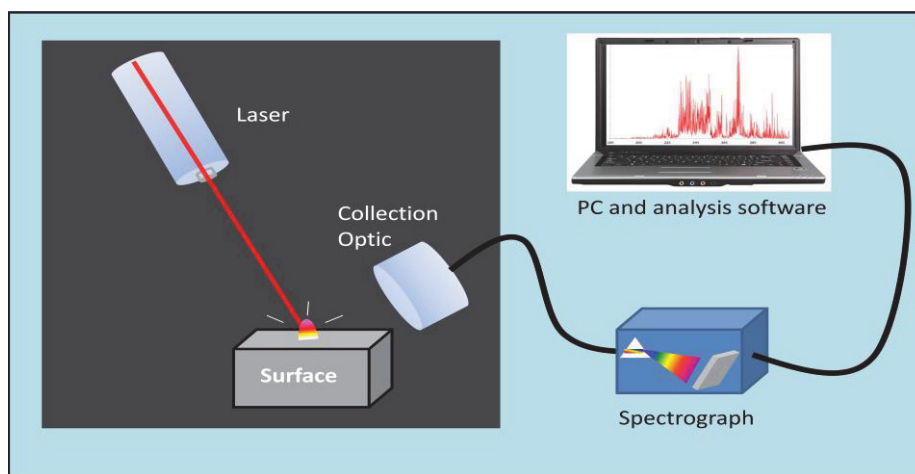 Laser
Collection
Optic
Surface
PC and analysis software
Spectrograph